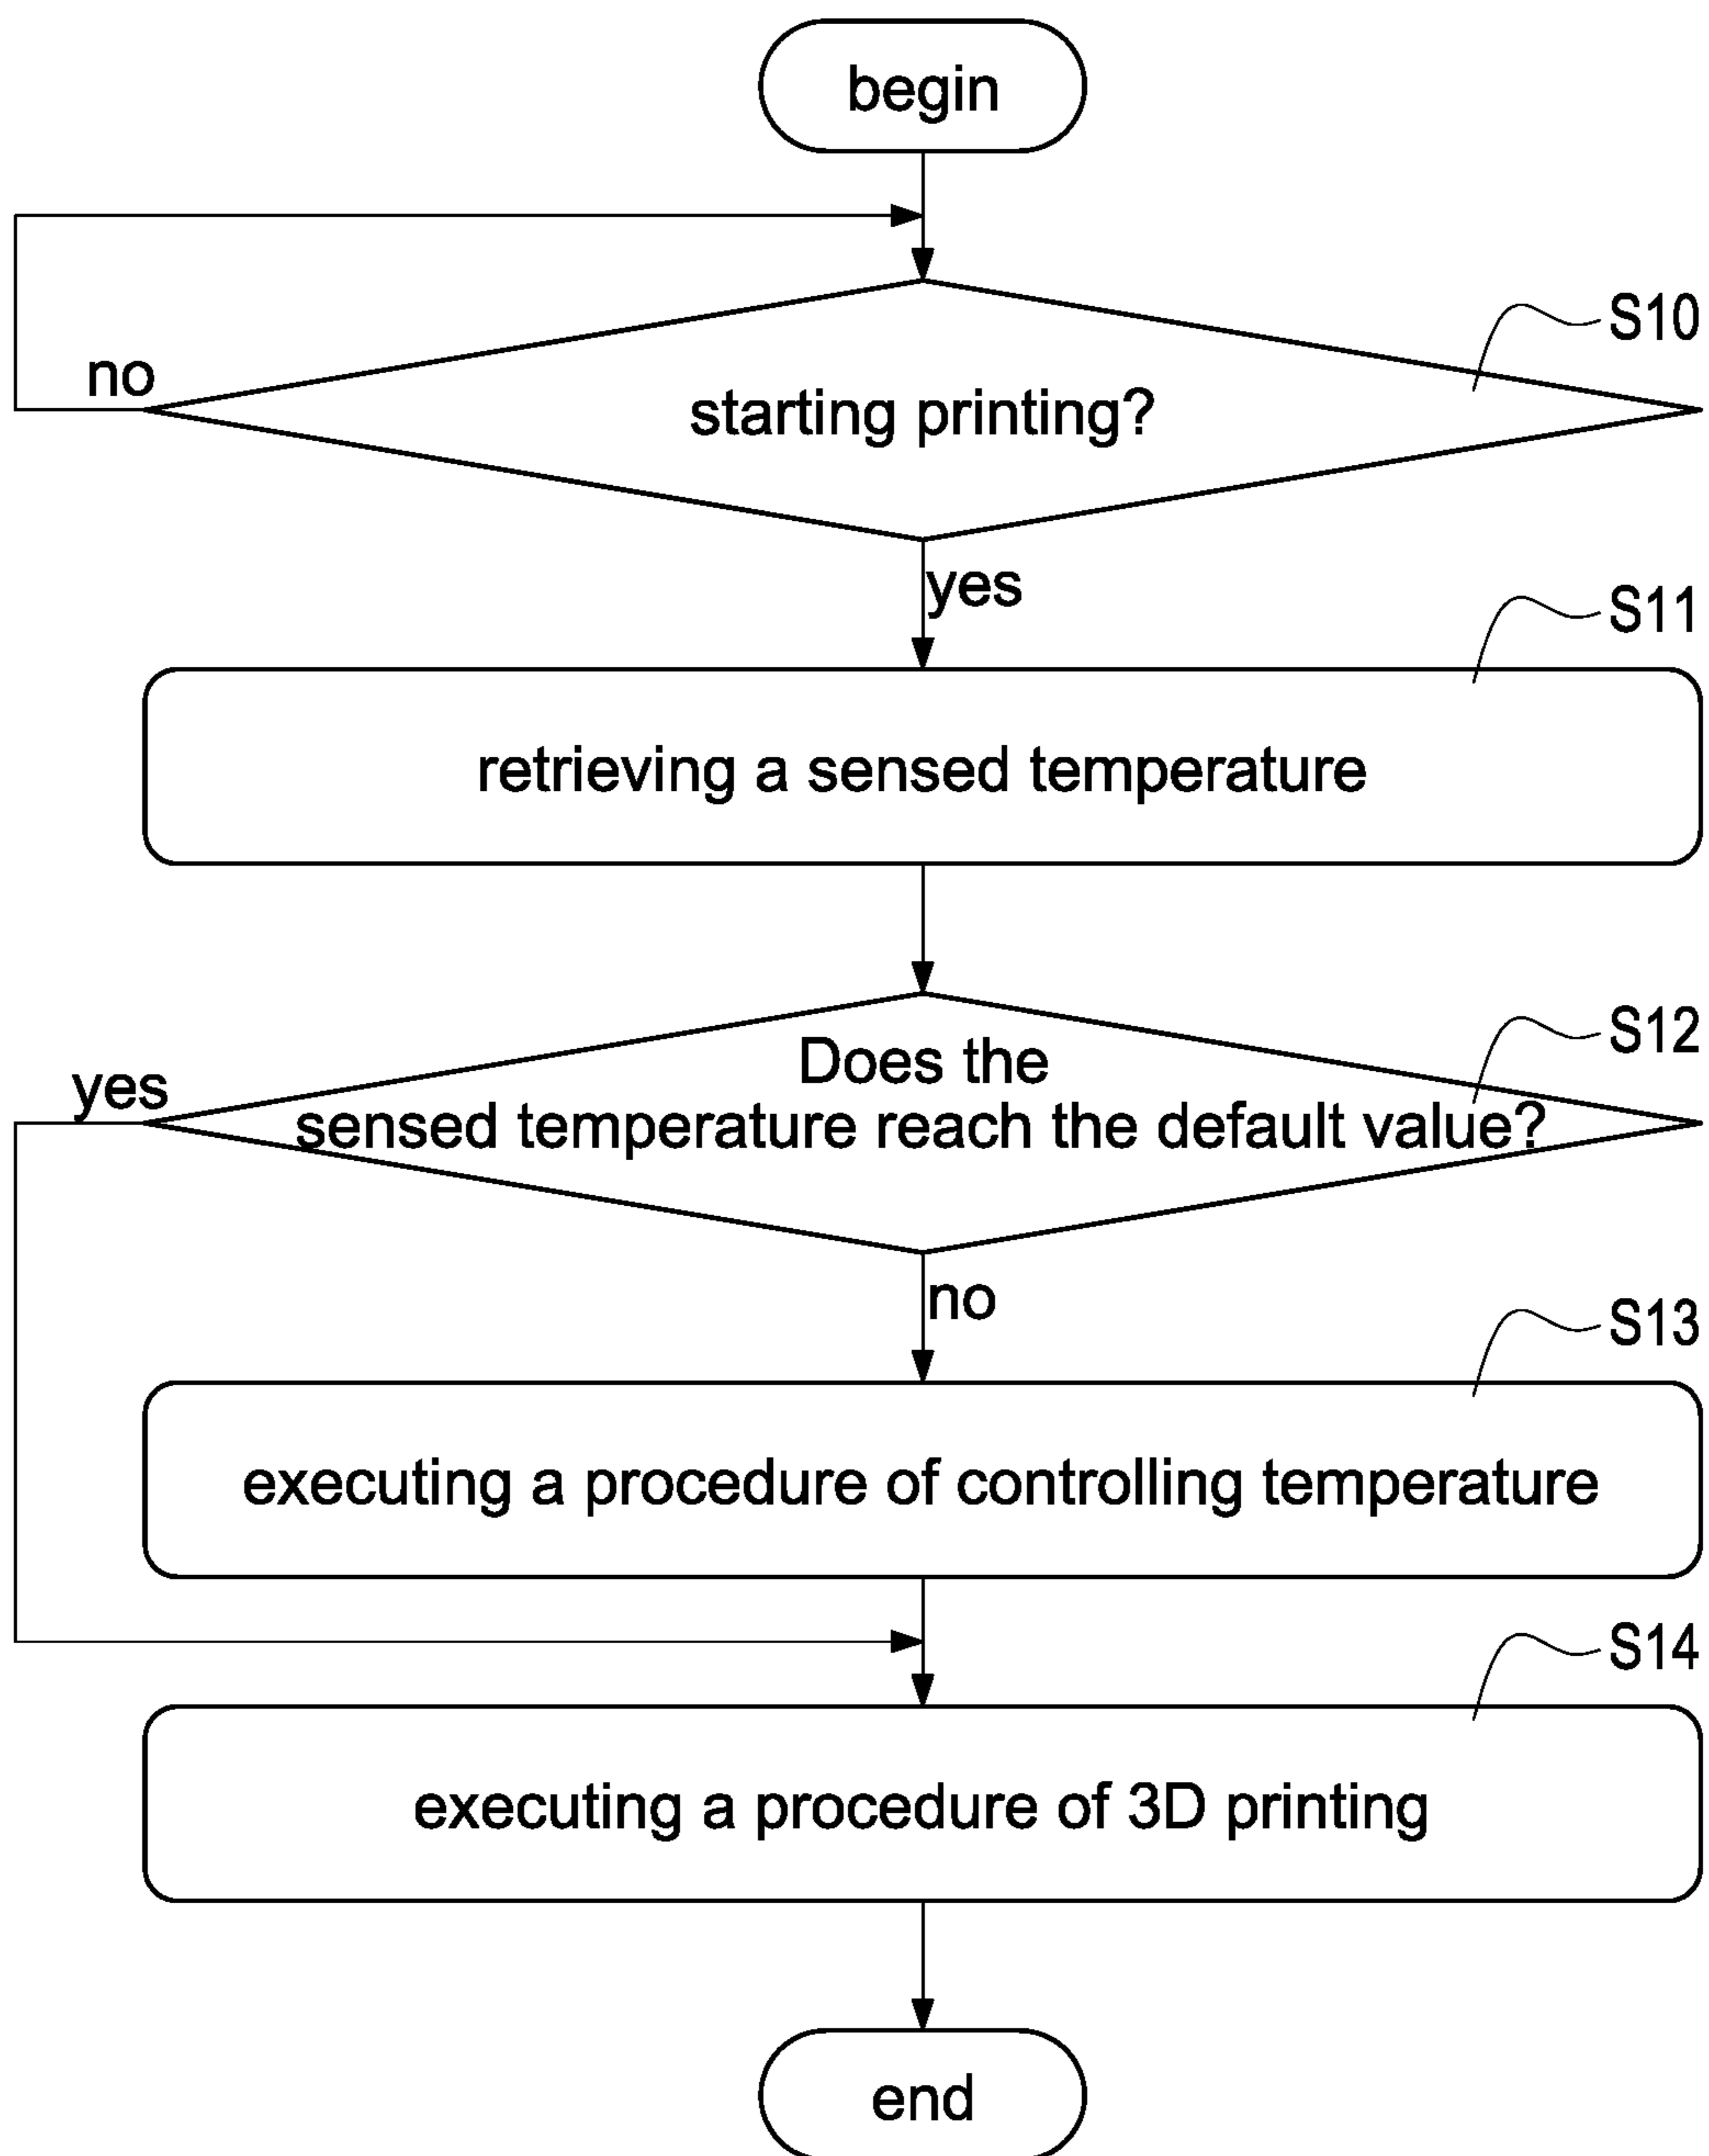 begin
S10
no
starting printing?
yes
S11
retrieving a sensed temperature
S12
Does the
yes
sensed temperature reach the default value?
no
S13
executing a procedure of controlling temperature
S14
executing a procedure of 3D printing
end